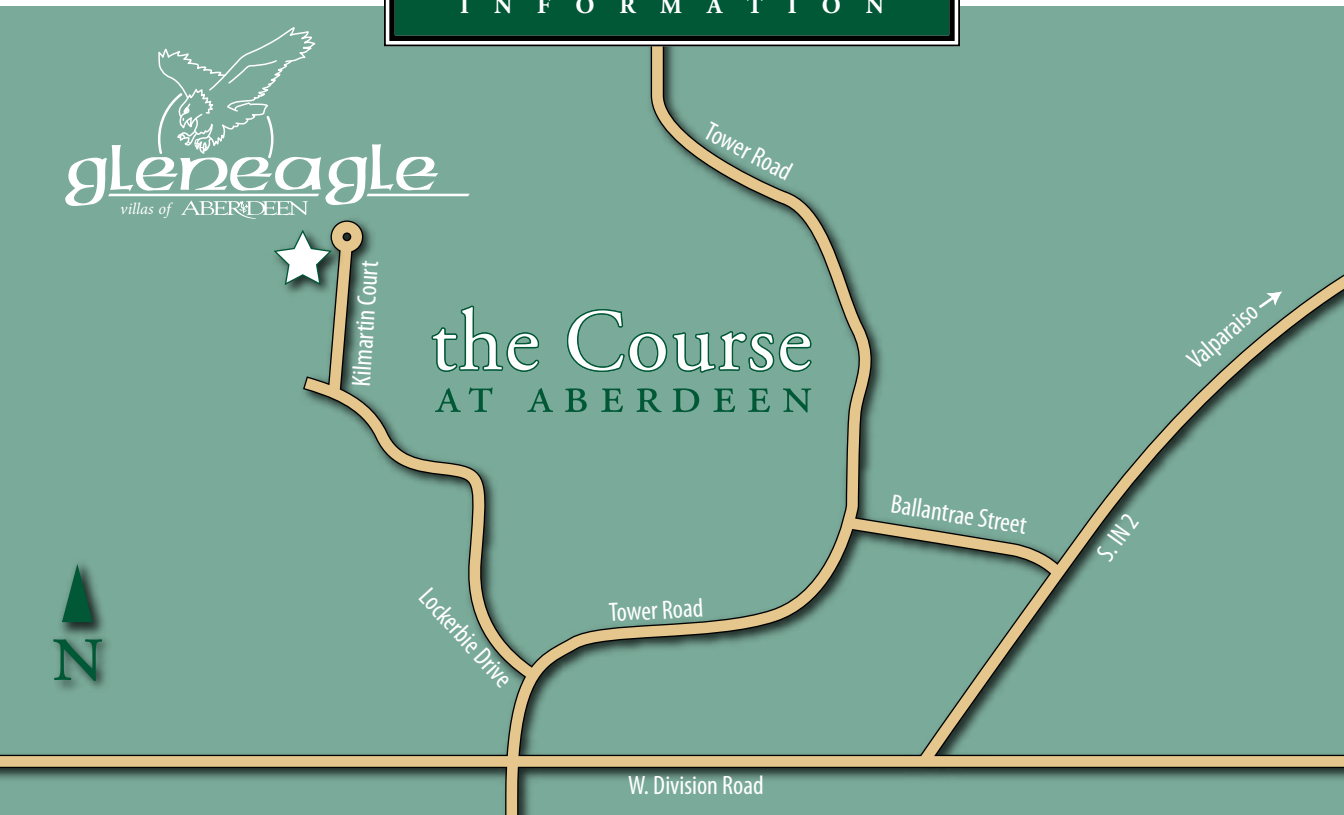 INFORMATION
gleneagle
villas of ABERDEEN
Tower Road
Kilmartin Court
the Course
AT ABERDEEN
Valparaiso
Ballantrae Street
S. IN 2
Lockerbie Drive
Tower Road
N
W. Division Road